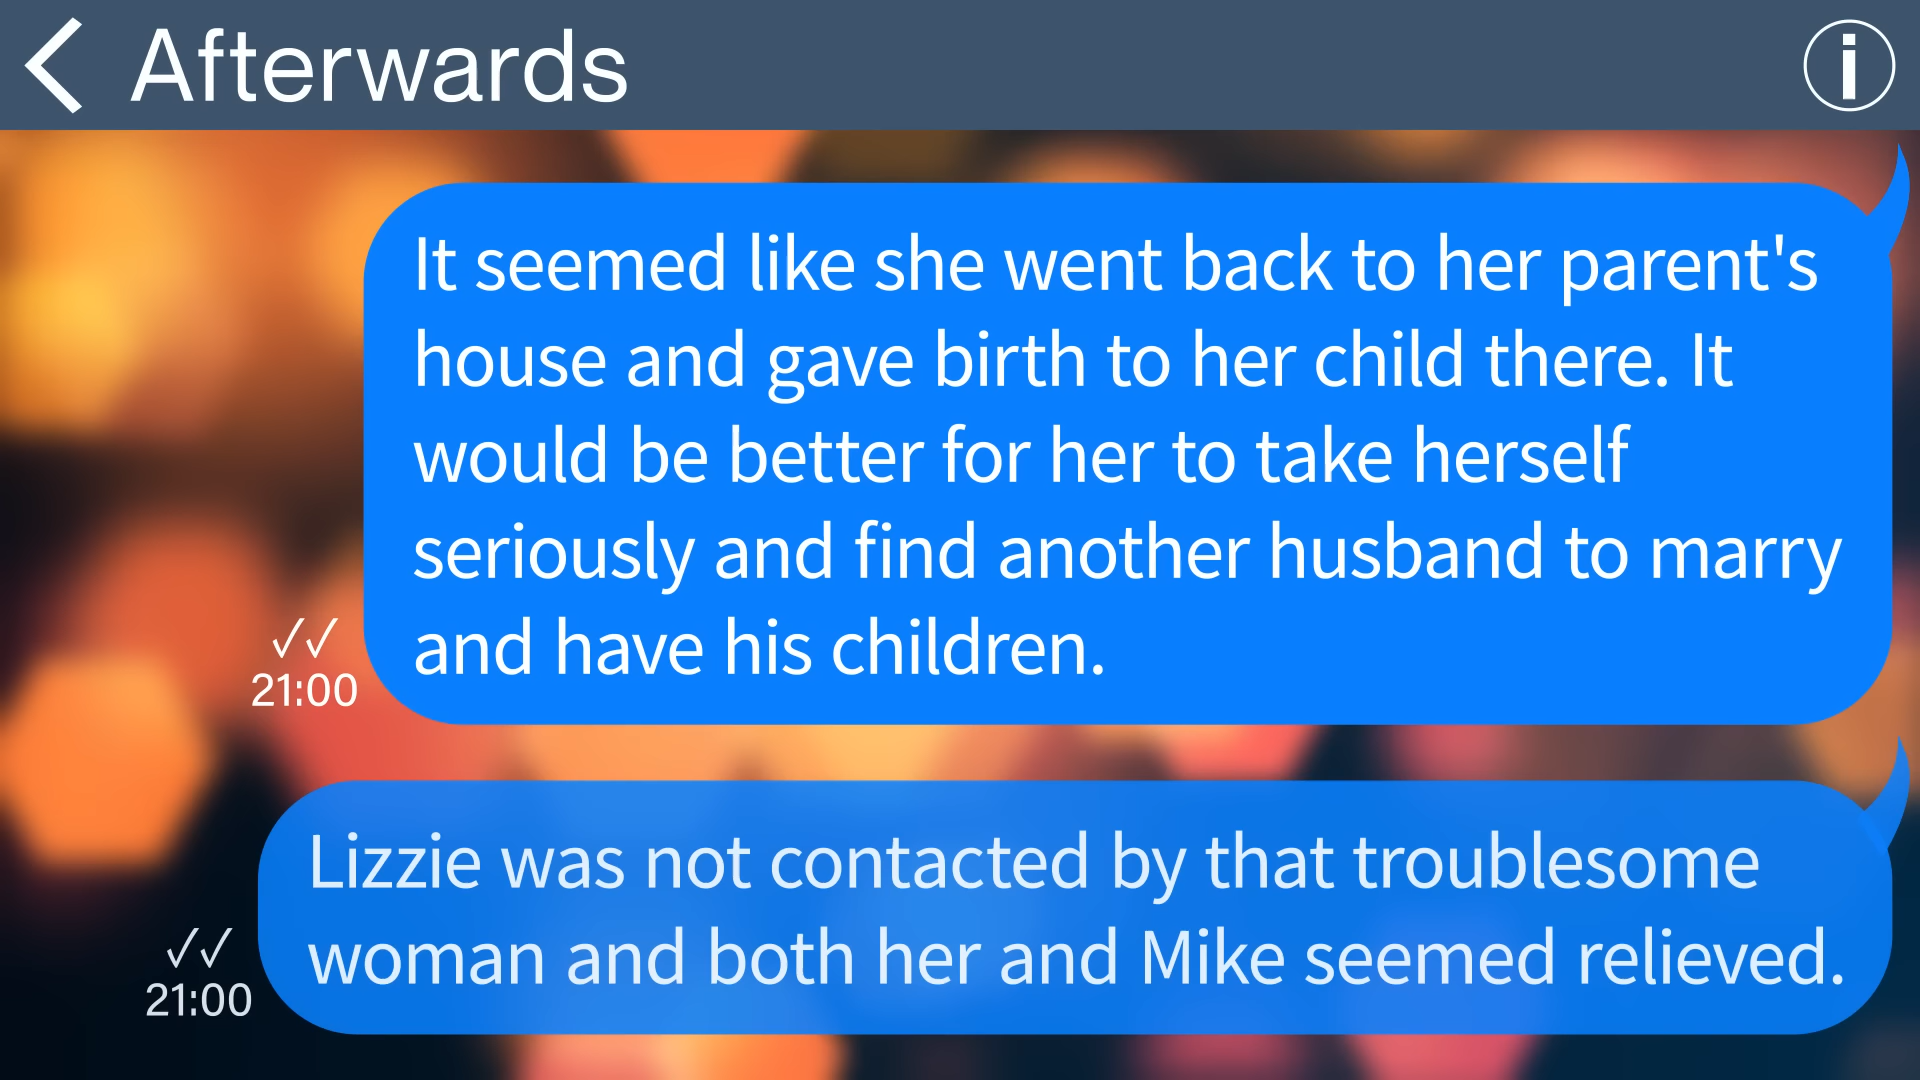 Afterwards
It seemed like she went back to her parent's
house and gave birth to her child there. It
would be better for her to take herself
seriously and find another husband to marry
and have his children.
✓✓
21:00
Lizzie was not contacted by that troublesome
woman and both her and Mike seemed relieved.
✓✓
21:00